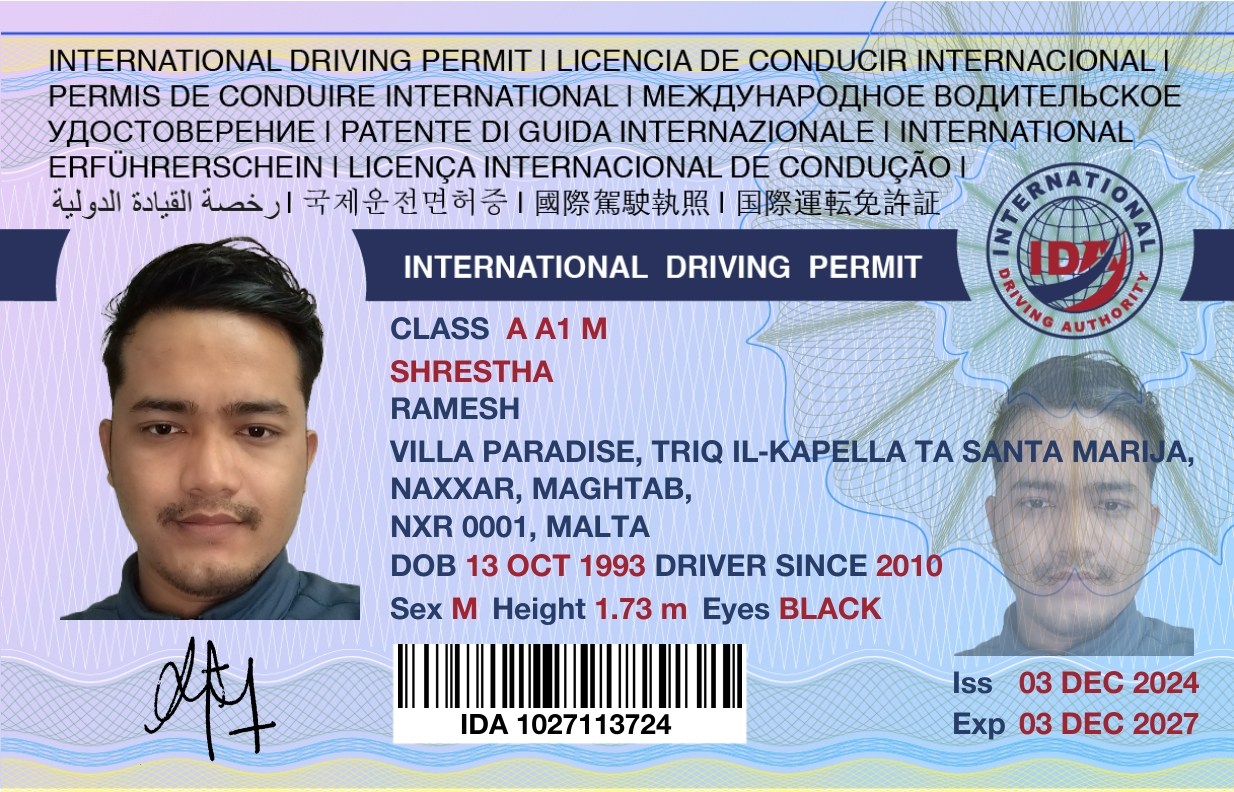 INTERNATIONAL DRIVING PERMIT I LICENCIA DE CONDUCIR INTERNACIONAL I
PERMIS DE CONDUIRE INTERNATIONAL I МЕЖДУНАРОДНОЕ ВОДИТЕЛЬСКОЕ
УДОСТОВЕРЕНИЕ I PATENTE DI GUIDA INTERNAZIONALE I INTERNATIONAL
ERFÜHRERSCHEIN I LICENÇA INTERNACIONAL DE CONDUÇÃO I
رخصة القيادة الدولية I 국제운전면허증 I 國際駕駛執照 I 国際運転免許証
INTERNATIONAL DRIVING PERMIT
INTERNATIONAL
IDA
DRIVING AUTHORITY
CLASS A A1 M
SHRESTHA
RAMESH
VILLA PARADISE, TRIQ IL-KAPELLA TA SANTA MARIJA,
NAXXAR, MAGHTAB,
NXR 0001, MALTA
DOB 13 OCT 1993 DRIVER SINCE 2010
Sex M Height 1.73 m Eyes BLACK
IDA 1027113724
Iss 03 DEC 2024
Exp 03 DEC 2027